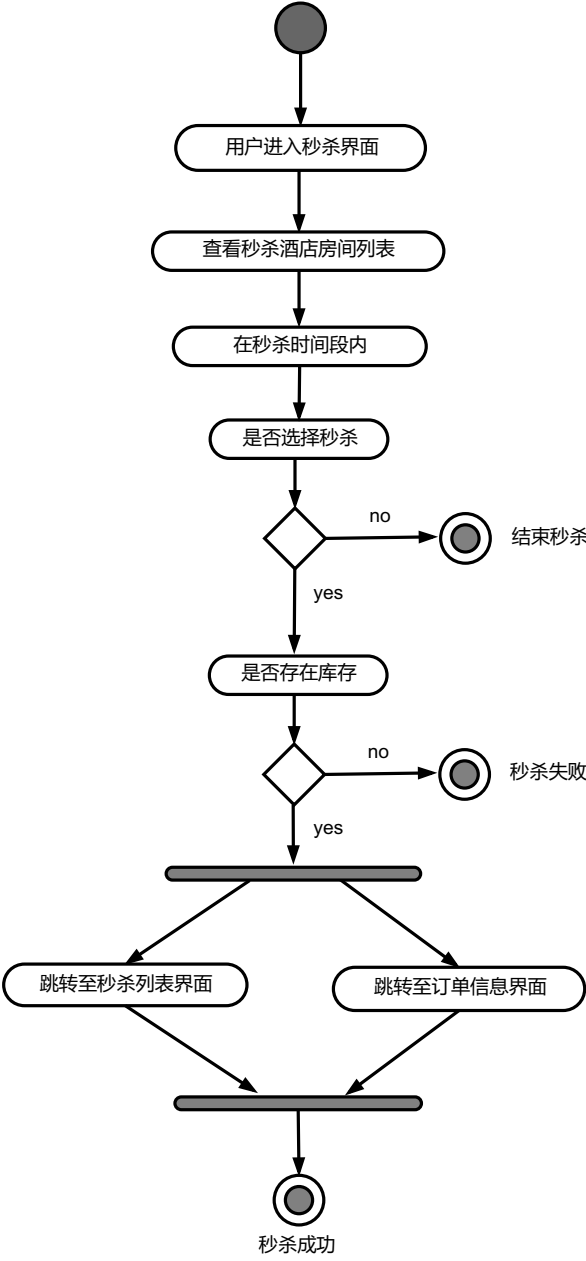 用户进入秒杀界面
查看秒杀酒店房间列表
在秒杀时间段内
是否选择秒杀
no
结束秒杀
yes
是否存在库存
no
秒杀失败
yes
跳转至秒杀列表界面
跳转至订单信息界面
秒杀成功